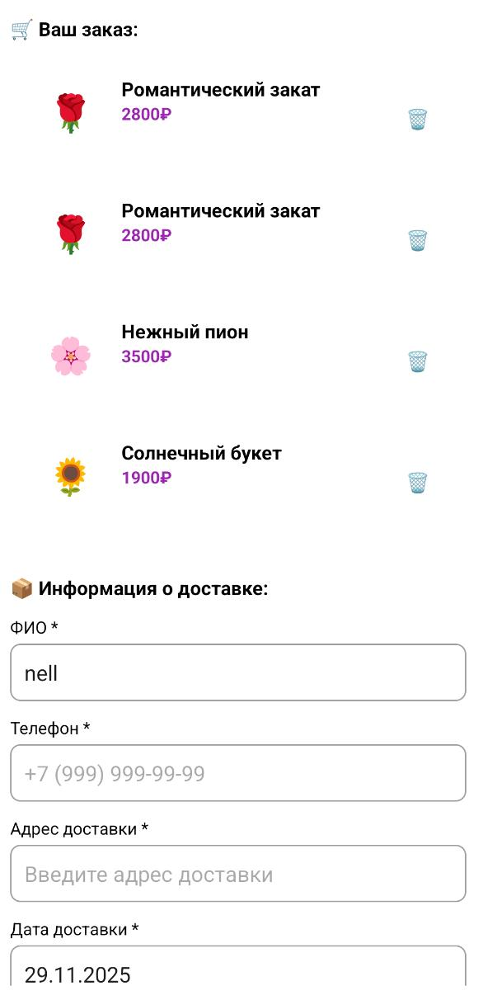 Ваш заказ:
Романтический закат
2800₽
Романтический закат
2800₽
Нежный пион
3500₽
Солнечный букет
1900₽
Информация о доставке:
ФИО *
nell
Телефон *
+7 (999) 999-99-99
Адрес доставки *
Введите адрес доставки
Дата доставки *
29.11.2025